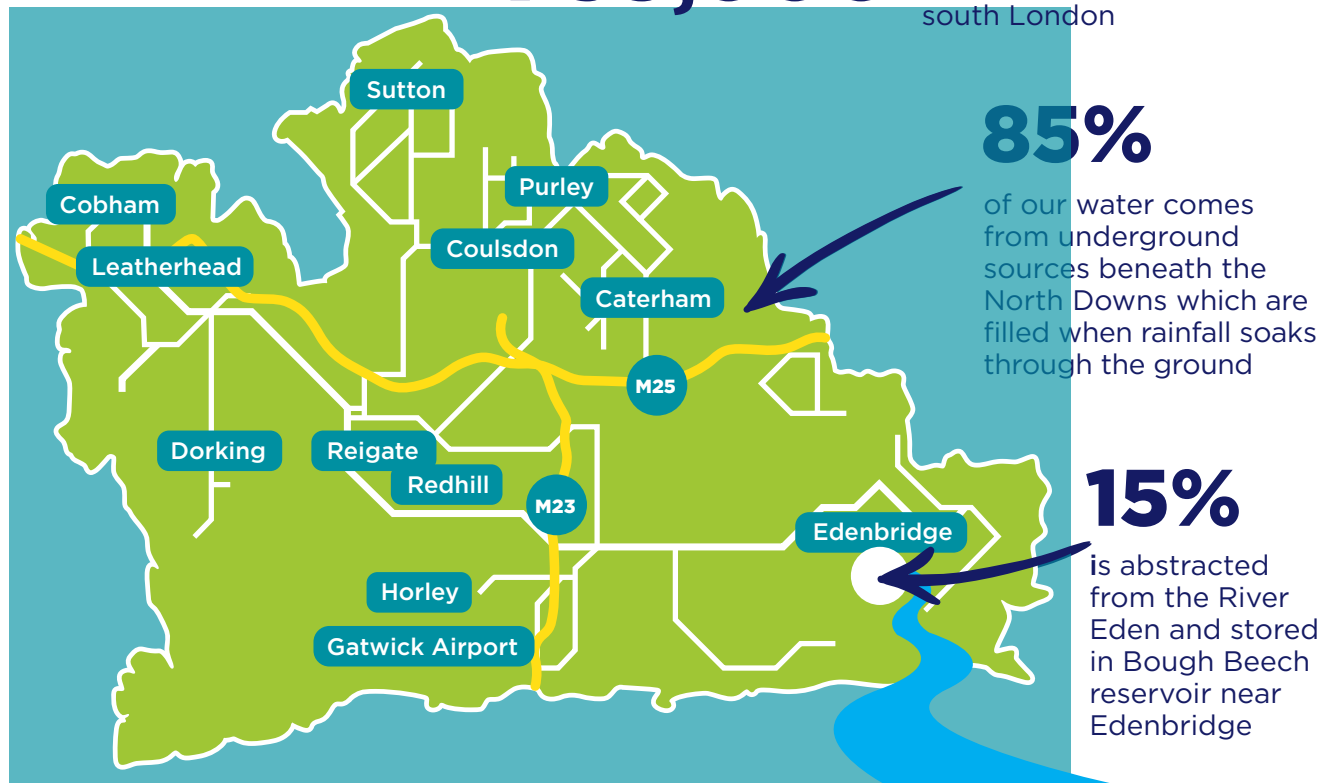 south London
Sutton
85%
Purley
Cobham
of our water comes
from underground
sources beneath the
North Downs which are
filled when rainfall soaks
through the ground
Coulsdon
Leatherhead
Caterham
M25
Dorking
Reigate
Redhill
M23
15%
Edenbridge
is abstracted
from the River
Eden and stored
in Bough Beech
reservoir near
Edenbridge
Horley
Gatwick Airport